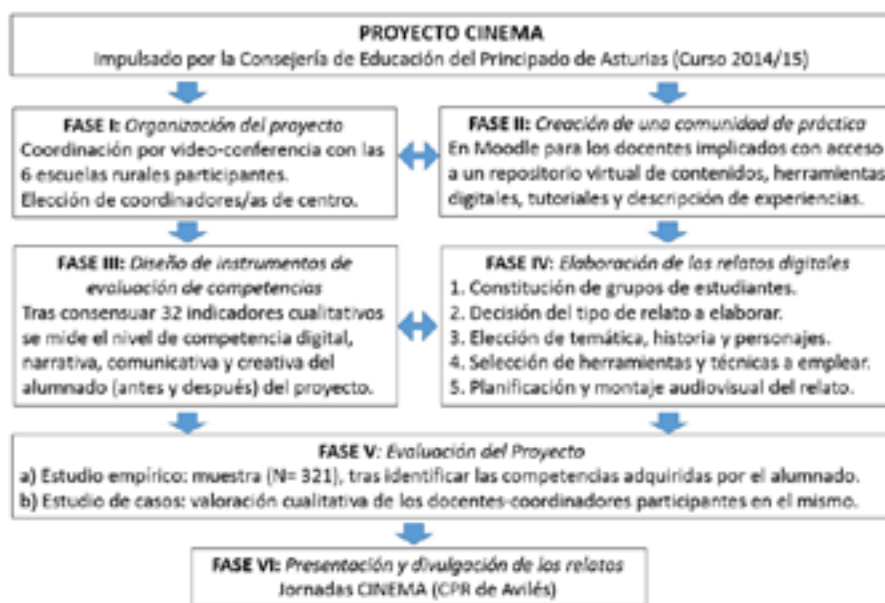 PROYECTO CINEMA
Impulsado por la Consejería de Educación del Principado de Asturias (Curso 2014/15)
FASE I: Organización del proyecto
Coordinación por video-conferencia con las
6 escuelas rurales participantes.
Elección de coordinadores/as de centro.
FASE II: Creación de una comunidad de práctica
En Moodle para los docentes implicados con acceso
a un repositorio virtual de contenidos, herramientas
digitales, tutoriales y descripción de experiencias.
FASE III: Diseño de instrumentos de
evaluación de competencias
Tras consensuar 32 indicadores cualitativos
se mide el nivel de competencia digital,
narrativa, comunicativa y creativa del
alumnado (antes y después) del proyecto.
FASE IV: Elaboración de los relatos digitales
1. Constitución de grupos de estudiantes.
2. Decisión del tipo de relato a elaborar.
3. Elección de temática, historia y personajes.
4. Selección de herramientas y técnicas a emplear.
5. Planificación y montaje audiovisual del relato.
FASE V: Evaluación del Proyecto
a) Estudio empírico: muestra (N= 321), tras identificar las competencias adquiridas por el alumnado.
b) Estudio de casos: valoración cualitativa de los docentes-coordinadores participantes en el mismo.
FASE VI: Presentación y divulgación de los relatos
Jornadas CINEMA (CPR de Avilés)